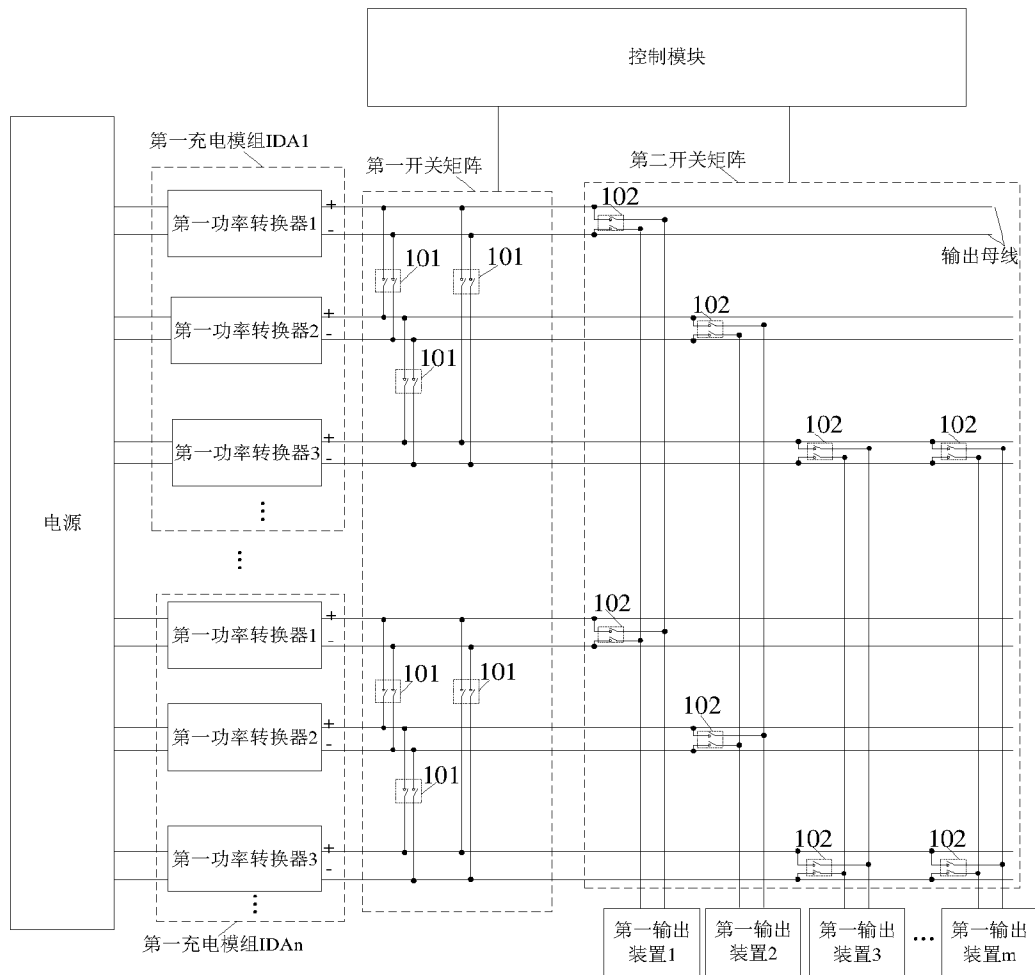 控制模块
第一充电模组IDA1
第一开关矩阵
第二开关矩阵
第一功率转换器1
+
-
102
输出母线
101
101
第一功率转换器2
+
-
102
101
第一功率转换器3
+
-
102
102
电源
第一功率转换器1
+
-
102
101
101
第一功率转换器2
+
-
102
101
第一功率转换器3
+
-
102
102
第一充电模组IDAn
第一输出
装置1
第一输出
装置2
第一输出
装置3
第一输出
装置m